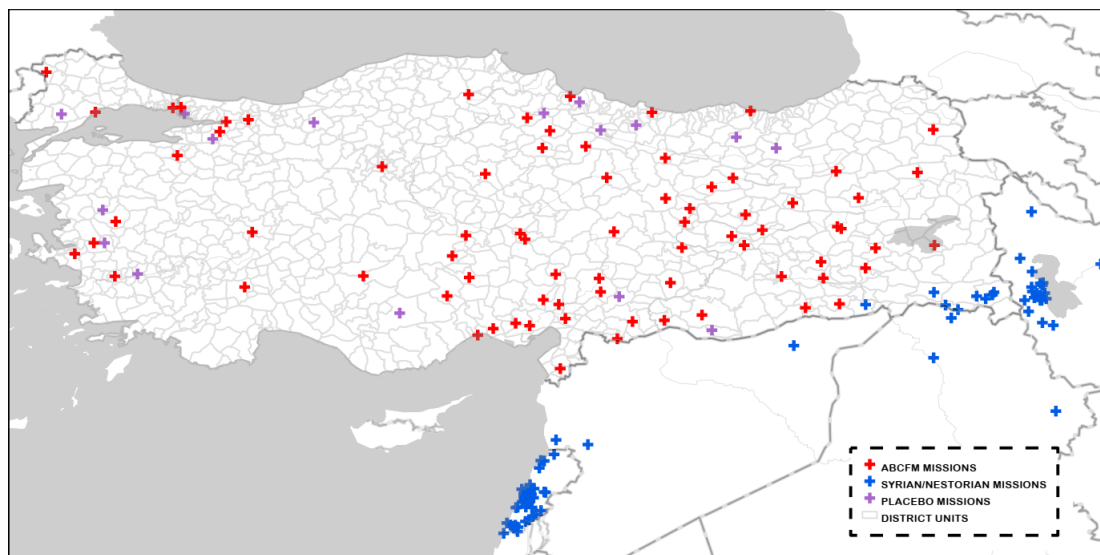 ABCFM MISSIONS
SYRIAN/NESTORIAN MISSIONS
PLACEBO MISSIONS
DISTRICT UNITS